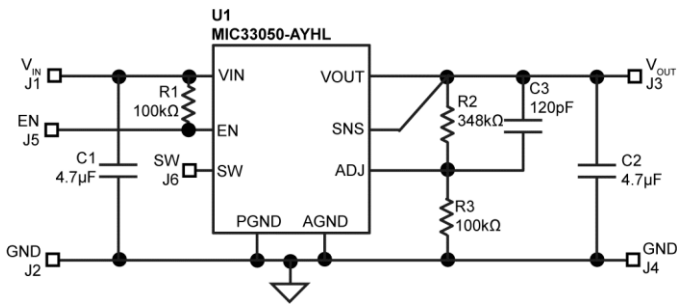 U1
MIC33050-AYHL
VIN
J1
VIN
VOUT
VOUT
J3
R1
100kΩ
C3
120pF
R2
348kΩ
EN
J5
EN
SNS
C1
4.7µF
SW
J6
SW
ADJ
C2
4.7µF
R3
100kΩ
PGND
AGND
GND
J2
GND
J4